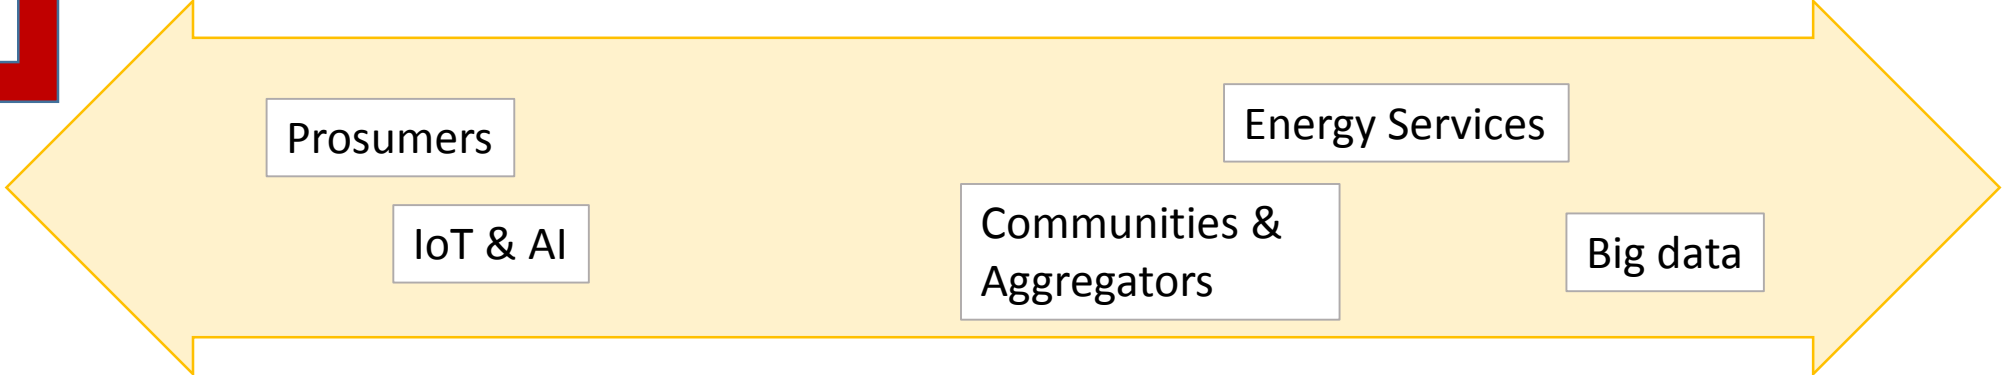 Prosumers
IoT & AI
Communities &
Aggregators
Energy Services
Big data